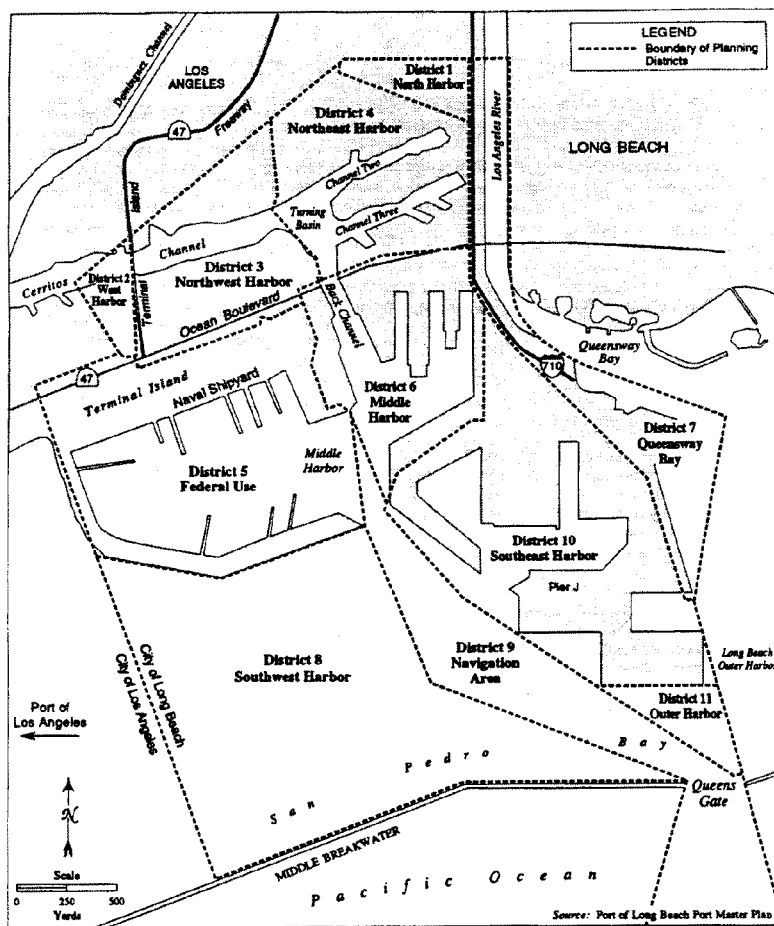 LEGEND
Boundary of Planning
Districts
Dominguez Channel
LOS
ANGELES
47
Freeway
Island
Terminal
District 1
North Harbor
District 4
Northeast Harbor
Los Angeles River
LONG BEACH
Channel Two
Turning
Basin
Channel Three
Cerritos
Channel
District 2
West
Harbor
District 3
Northwest Harbor
Ocean Boulevard
Back Channel
Queensway
Bay
710
47
Terminal Island
Naval Shipyard
District 6
Middle
Harbor
District 7
Queensway
Bay
District 5
Federal Use
Middle
Harbor
District 10
Southeast Harbor
Pier J
District 9
Navigation
Area
Long Beach
Outer Harbor
District 8
Southwest Harbor
City of Long Beach
City of Los Angeles
Port of
Los Angeles
District 11
Outer Harbor
San Pedro Bay
Queens
Gate
N
MIDDLE BREAKWATER
Pacific Ocean
Scale
0 250 500
Yards
Source: Port of Long Beach Port Master Plan